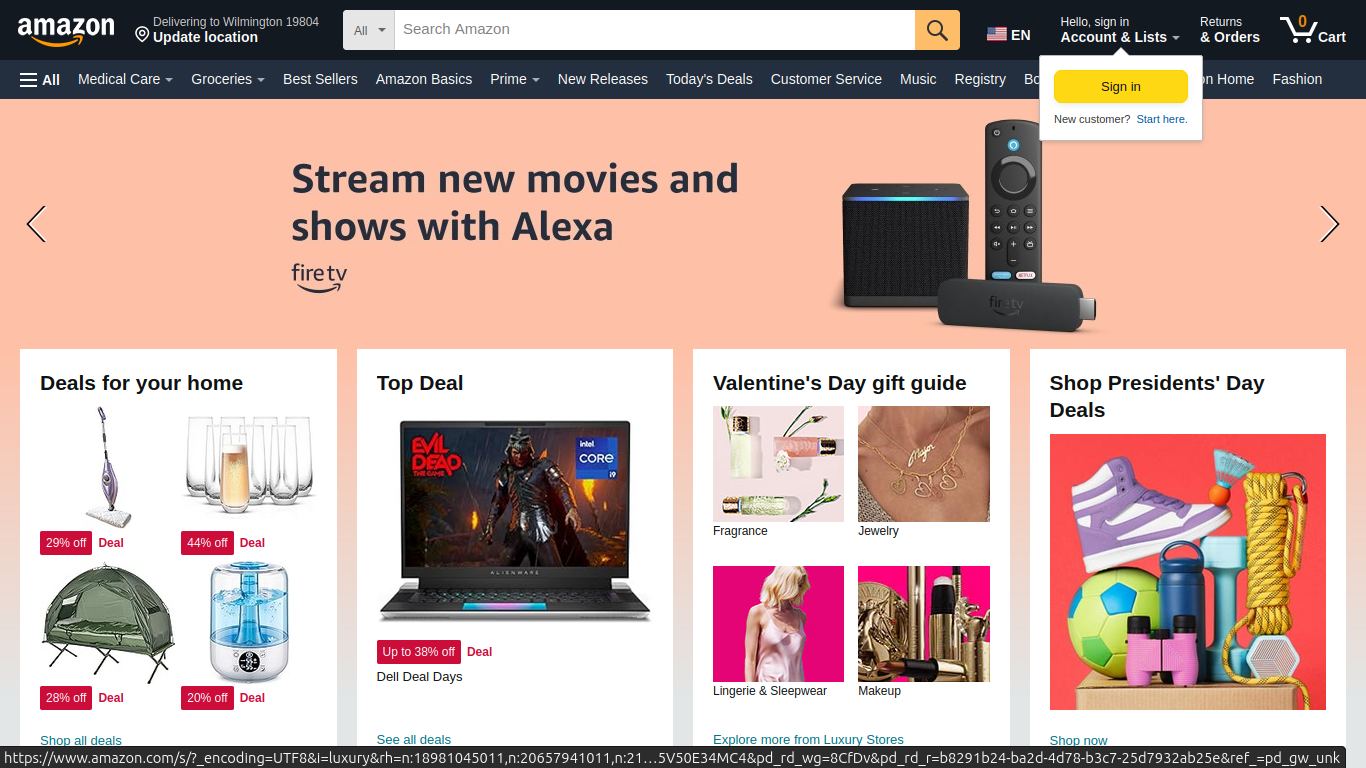 amazon
Delivering to Wilmington 19804
Update location
All
Search Amazon
EN
Hello, sign in
Account & Lists
Returns
& Orders
0
Cart
All
Medical Care
Groceries
Best Sellers
Amazon Basics
Prime
New Releases
Today's Deals
Customer Service
Music
Registry
Home
Fashion
Sign in
New customer? Start here.
Stream new movies and
shows with Alexa
fire tv
fire tv
NETFLIX
Deals for your home
29% off Deal
44% off Deal
28% off Deal
20% off Deal
Shop all deals
Top Deal
EVIL
DEAD
THE GAME
intel
CORE
i9
ALIENWARE
Up to 38% off Deal
Dell Deal Days
See all deals
Valentine's Day gift guide
Major
Fragrance
Jewelry
Lingerie & Sleepwear
Makeup
Explore more from Luxury Stores
Shop Presidents' Day
Deals
Shop now
https://www.amazon.com/s/?_encoding=UTF8&i=luxury&rh=n:18981045011,n:20657941011,n:21…5V50E34MC4&pd_rd_wg=8CfDv&pd_rd_r=b8291b24-ba2d-4d78-b3c7-25d7932ab25e&ref_=pd_gw_unk